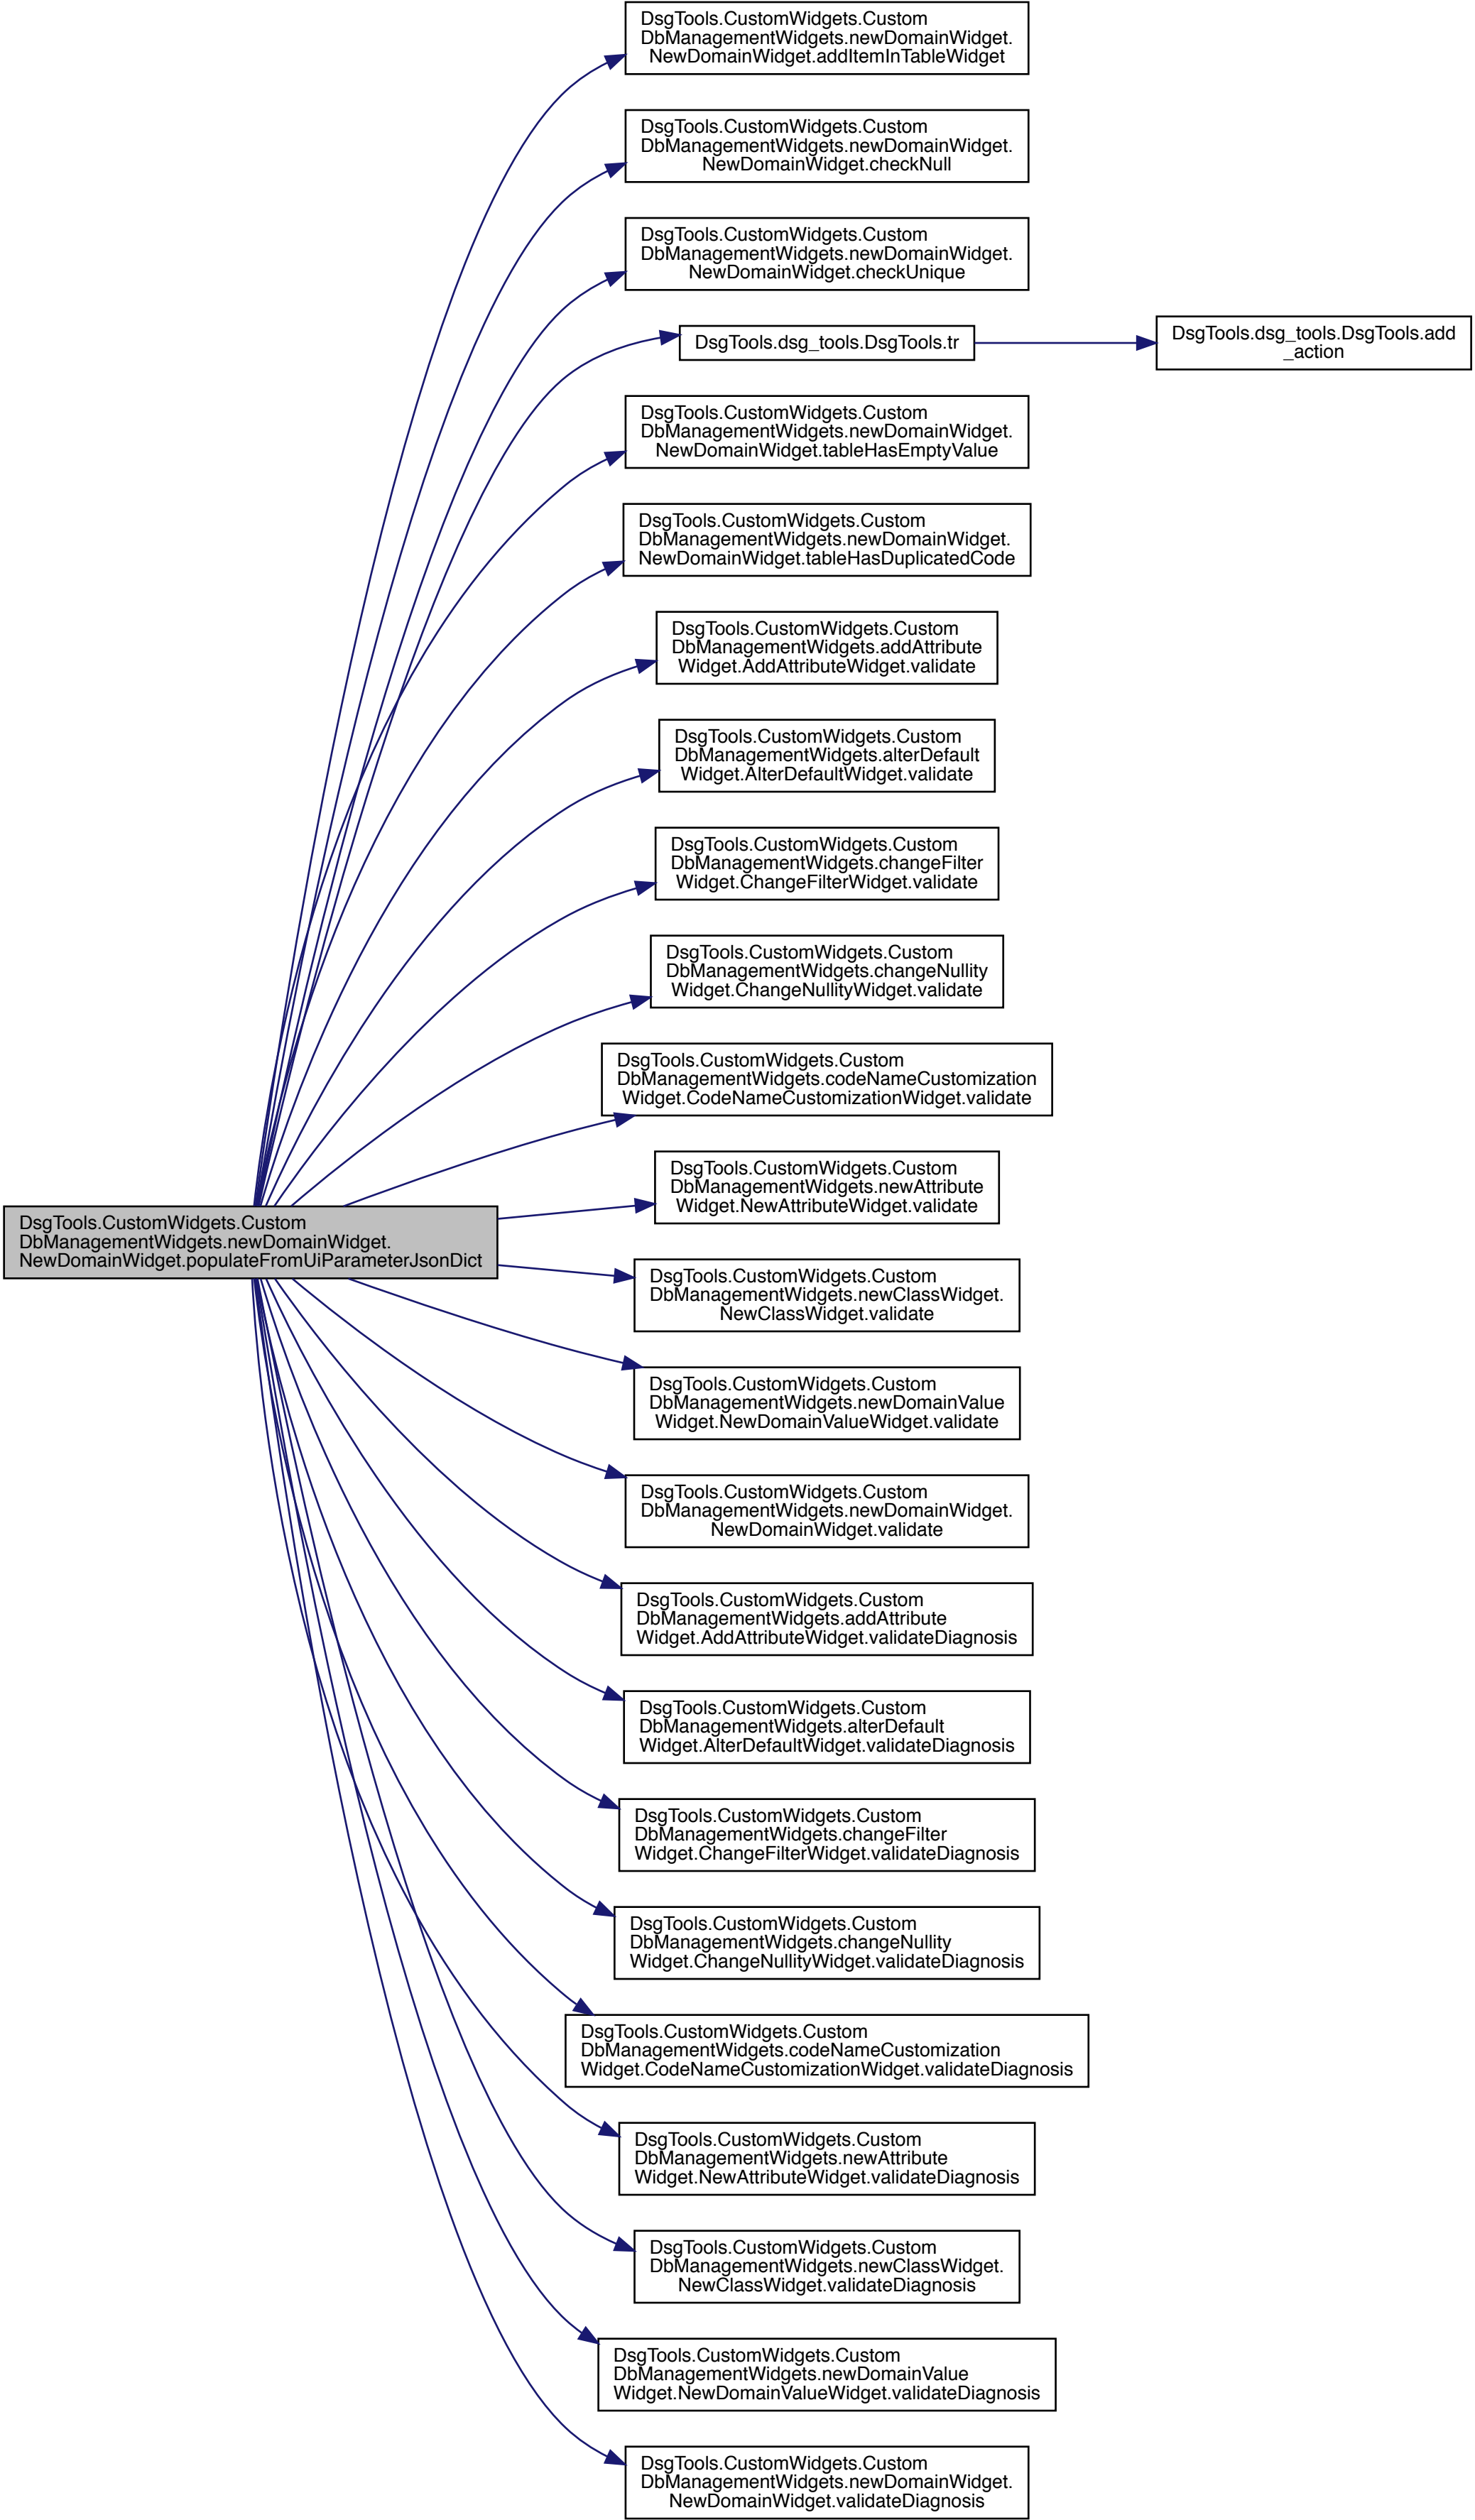 DsgTools.CustomWidgets.Custom
DbManagementWidgets.newDomainWidget.
NewDomainWidget.addItemInTableWidget
DsgTools.CustomWidgets.Custom
DbManagementWidgets.newDomainWidget.
NewDomainWidget.checkNull
DsgTools.CustomWidgets.Custom
DbManagementWidgets.newDomainWidget.
NewDomainWidget.checkUnique
DsgTools.dsg_tools.DsgTools.tr
DsgTools.dsg_tools.DsgTools.add
_action
DsgTools.CustomWidgets.Custom
DbManagementWidgets.newDomainWidget.
NewDomainWidget.tableHasEmptyValue
DsgTools.CustomWidgets.Custom
DbManagementWidgets.newDomainWidget.
NewDomainWidget.tableHasDuplicatedCode
DsgTools.CustomWidgets.Custom
DbManagementWidgets.addAttribute
Widget.AddAttributeWidget.validate
DsgTools.CustomWidgets.Custom
DbManagementWidgets.alterDefault
Widget.AlterDefaultWidget.validate
DsgTools.CustomWidgets.Custom
DbManagementWidgets.changeFilter
Widget.ChangeFilterWidget.validate
DsgTools.CustomWidgets.Custom
DbManagementWidgets.changeNullity
Widget.ChangeNullityWidget.validate
DsgTools.CustomWidgets.Custom
DbManagementWidgets.codeNameCustomization
Widget.CodeNameCustomizationWidget.validate
DsgTools.CustomWidgets.Custom
DbManagementWidgets.newAttribute
Widget.NewAttributeWidget.validate
DsgTools.CustomWidgets.Custom
DbManagementWidgets.newDomainWidget.
NewDomainWidget.populateFromUiParameterJsonDict
DsgTools.CustomWidgets.Custom
DbManagementWidgets.newClassWidget.
NewClassWidget.validate
DsgTools.CustomWidgets.Custom
DbManagementWidgets.newDomainValue
Widget.NewDomainValueWidget.validate
DsgTools.CustomWidgets.Custom
DbManagementWidgets.newDomainWidget.
NewDomainWidget.validate
DsgTools.CustomWidgets.Custom
DbManagementWidgets.addAttribute
Widget.AddAttributeWidget.validateDiagnosis
DsgTools.CustomWidgets.Custom
DbManagementWidgets.alterDefault
Widget.AlterDefaultWidget.validateDiagnosis
DsgTools.CustomWidgets.Custom
DbManagementWidgets.changeFilter
Widget.ChangeFilterWidget.validateDiagnosis
DsgTools.CustomWidgets.Custom
DbManagementWidgets.changeNullity
Widget.ChangeNullityWidget.validateDiagnosis
DsgTools.CustomWidgets.Custom
DbManagementWidgets.codeNameCustomization
Widget.CodeNameCustomizationWidget.validateDiagnosis
DsgTools.CustomWidgets.Custom
DbManagementWidgets.newAttribute
Widget.NewAttributeWidget.validateDiagnosis
DsgTools.CustomWidgets.Custom
DbManagementWidgets.newClassWidget.
NewClassWidget.validateDiagnosis
DsgTools.CustomWidgets.Custom
DbManagementWidgets.newDomainValue
Widget.NewDomainValueWidget.validateDiagnosis
DsgTools.CustomWidgets.Custom
DbManagementWidgets.newDomainWidget.
NewDomainWidget.validateDiagnosis